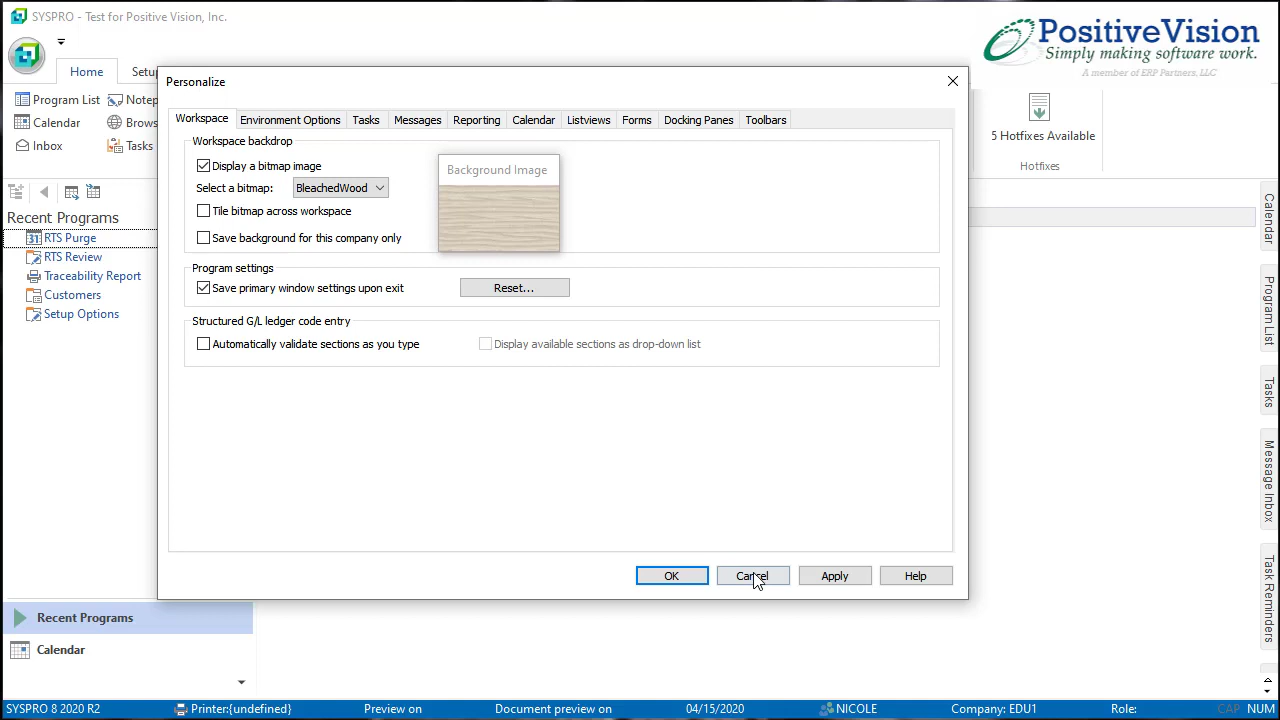 SYSPRO - Test for Positive Vision, Inc.
PositiveVision
Simply making software work.
A member of ERP Partners, LLC
Home
Setup
Program List
Calendar
Inbox
Tasks
5 Hotfixes Available
Hotfixes
Recent Programs
RTS Purge
RTS Review
Traceability Report
Customers
Setup Options
Personalize
Workspace
Environment Options
Tasks
Messages
Reporting
Calendar
Listviews
Forms
Docking Panes
Toolbars
Workspace backdrop
Display a bitmap image
Select a bitmap:
BleachedWood
Tile bitmap across workspace
Save background for this company only
Background Image
Program settings
Save primary window settings upon exit
Reset...
Structured G/L ledger code entry
Automatically validate sections as you type
Display available sections as drop-down list
OK
Cancel
Apply
Help
Calendar
Program List
Tasks
Message Inbox
Task Reminders
Recent Programs
Calendar
SYSPRO 8 2020 R2
Printer:{undefined}
Preview on
Document preview on
04/15/2020
NICOLE
Company: EDU1
Role:
CAP
NUM